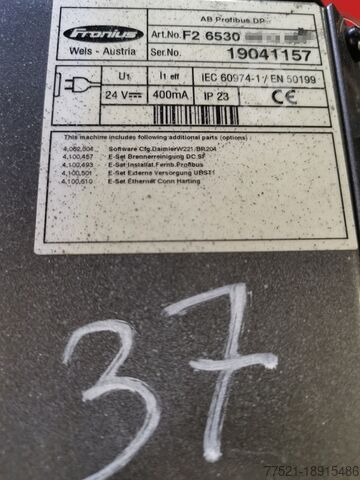 Fronius
AB Profibus DP
Art.No. F2 6530
Wels - Austria
Ser.No. 19041157
U1 I1 eff IEC 60974-1 / EN 50199
24 V 400mA IP 23 CE
This machine includes following additional parts (options) :
4,062,604 Software Cfg.DaimlerW221/BR204
4,100,457 E-Set Brennerreinigung DC SF
4,100,493 E-Set Installat.Fernb.Profibus
4,100,501 E-Set Externe Versorgung UBST1
4,100,510 E-Set Ethernet Conn Harting
37
77521-18915486